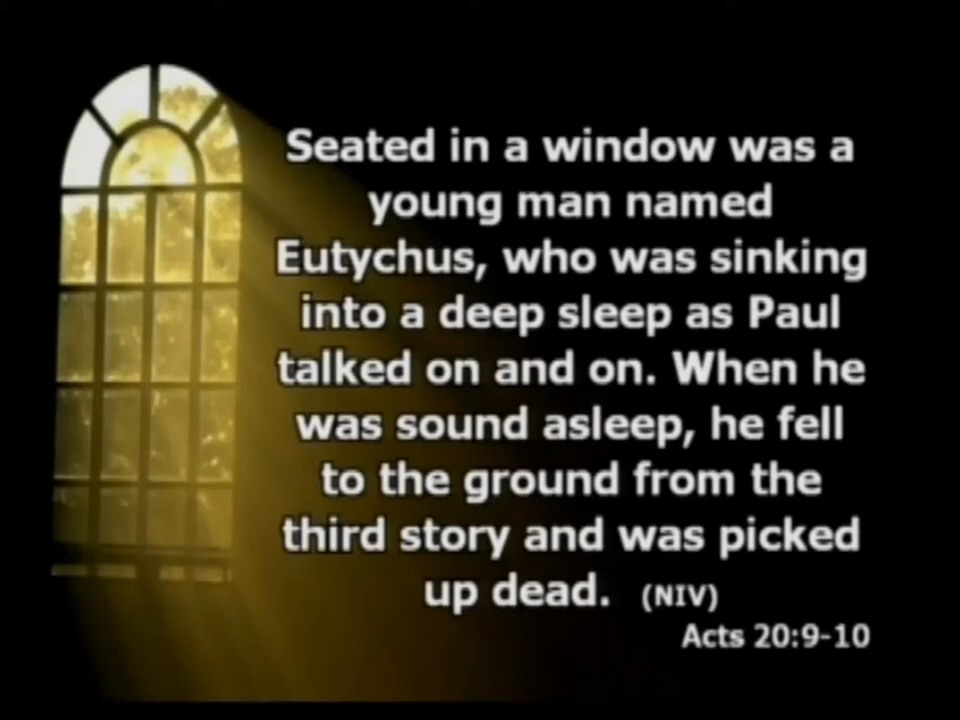 Seated in a window was a
young man named
Eutychus, who was sinking
into a deep sleep as Paul
talked on and on. When he
was sound asleep, he fell
to the ground from the
third story and was picked
up dead. (NIV)
Acts 20:9-10